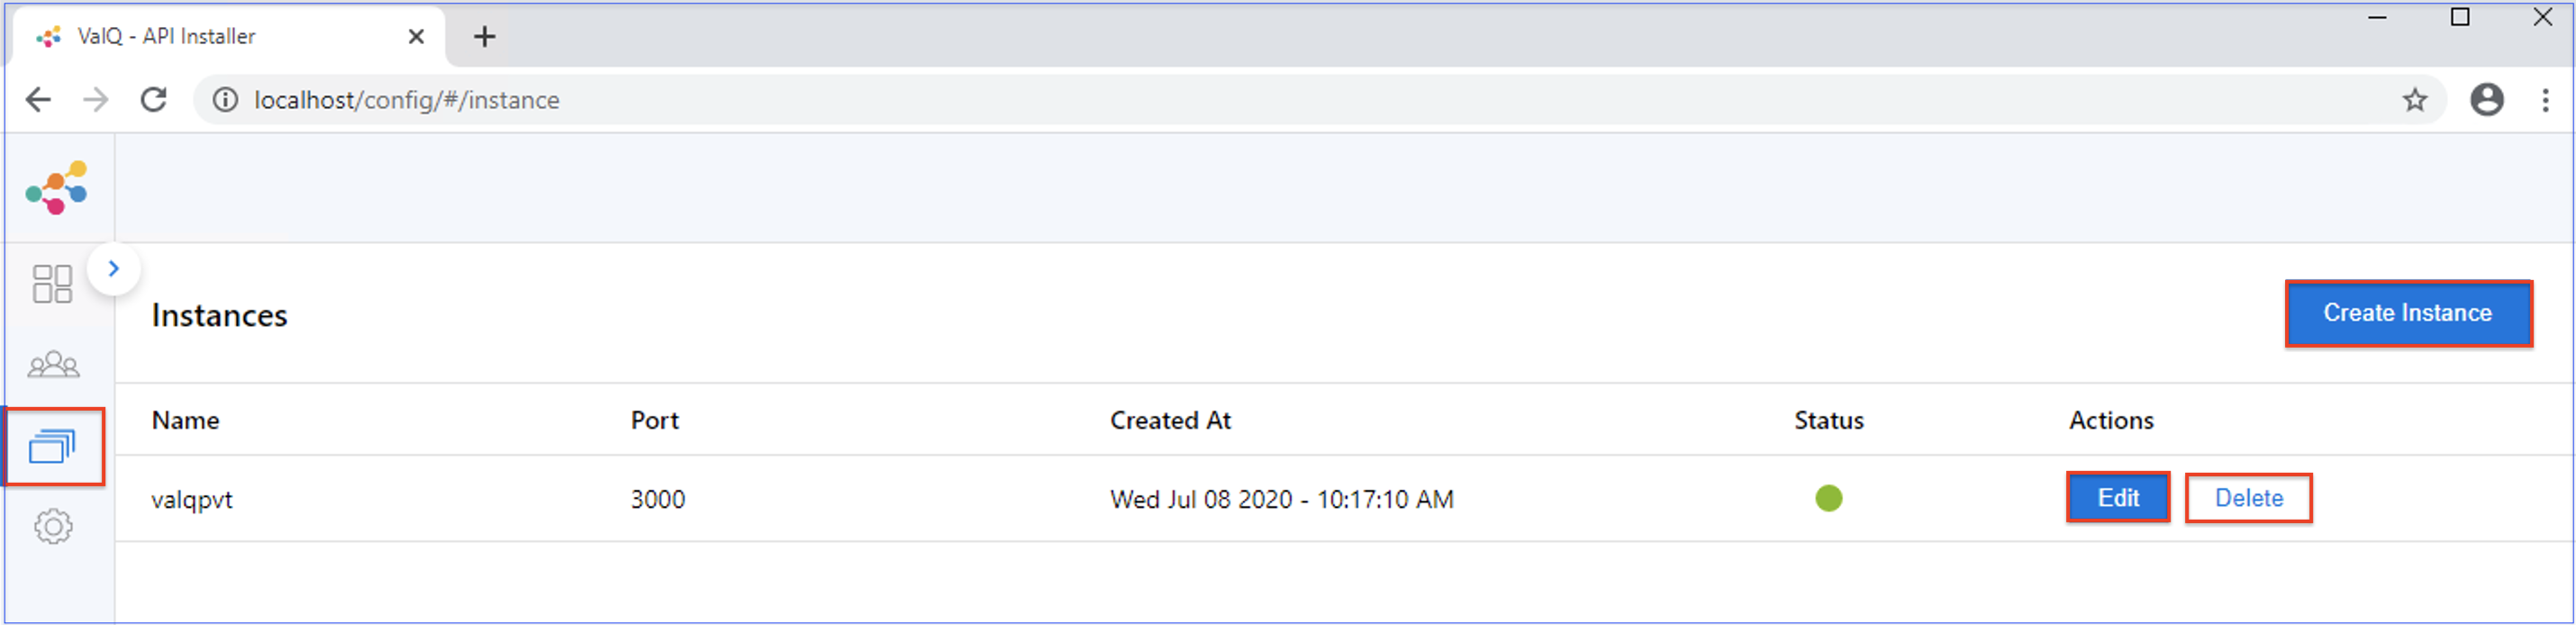 ValQ - API Installer
localhost/config/#/instance
Instances
Create Instance
Name Port Created At Status Actions
valqpvt 3000 Wed Jul 08 2020 - 10:17:10 AM Edit Delete